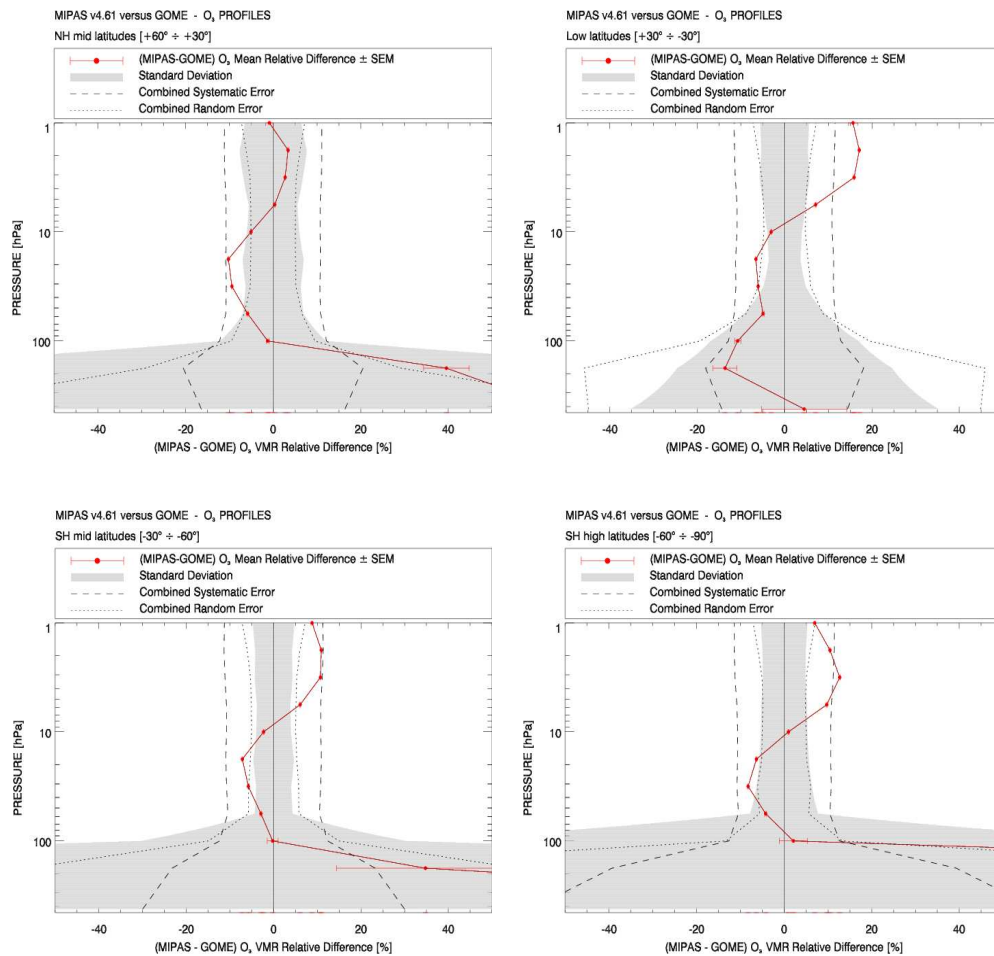 MIPAS v4.61 versus GOME - O₃ PROFILES
NH mid latitudes [+60° ÷ +30°]
(MIPAS-GOME) O₃ Mean Relative Difference ± SEM
Standard Deviation
Combined Systematic Error
Combined Random Error
1
10
100
PRESSURE [hPa]
-40 -20 0 20 40
(MIPAS - GOME) O₃ VMR Relative Difference [%]
MIPAS v4.61 versus GOME - O₃ PROFILES
Low latitudes [+30° ÷ -30°]
(MIPAS-GOME) O₃ Mean Relative Difference ± SEM
Standard Deviation
Combined Systematic Error
Combined Random Error
1
10
100
PRESSURE [hPa]
-40 -20 0 20 40
(MIPAS - GOME) O₃ VMR Relative Difference [%]
MIPAS v4.61 versus GOME - O₃ PROFILES
SH mid latitudes [-30° ÷ -60°]
(MIPAS-GOME) O₃ Mean Relative Difference ± SEM
Standard Deviation
Combined Systematic Error
Combined Random Error
1
10
100
PRESSURE [hPa]
-40 -20 0 20 40
(MIPAS - GOME) O₃ VMR Relative Difference [%]
MIPAS v4.61 versus GOME - O₃ PROFILES
SH high latitudes [-60° ÷ -90°]
(MIPAS-GOME) O₃ Mean Relative Difference ± SEM
Standard Deviation
Combined Systematic Error
Combined Random Error
1
10
100
PRESSURE [hPa]
-40 -20 0 20 40
(MIPAS - GOME) O₃ VMR Relative Difference [%]